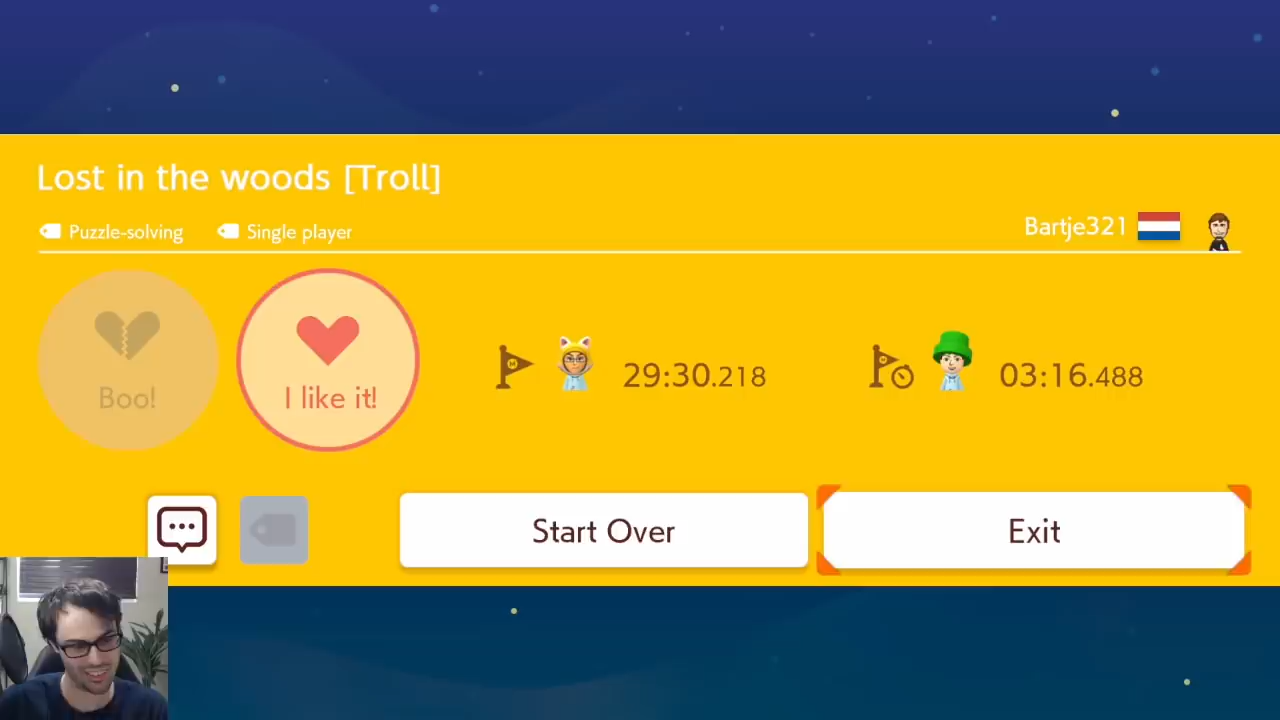 Lost in the woods [Troll]
Puzzle-solving Single player
Bartje321
Boo!
I like it!
M
29:30.218
M
03:16.488
Start Over
Exit